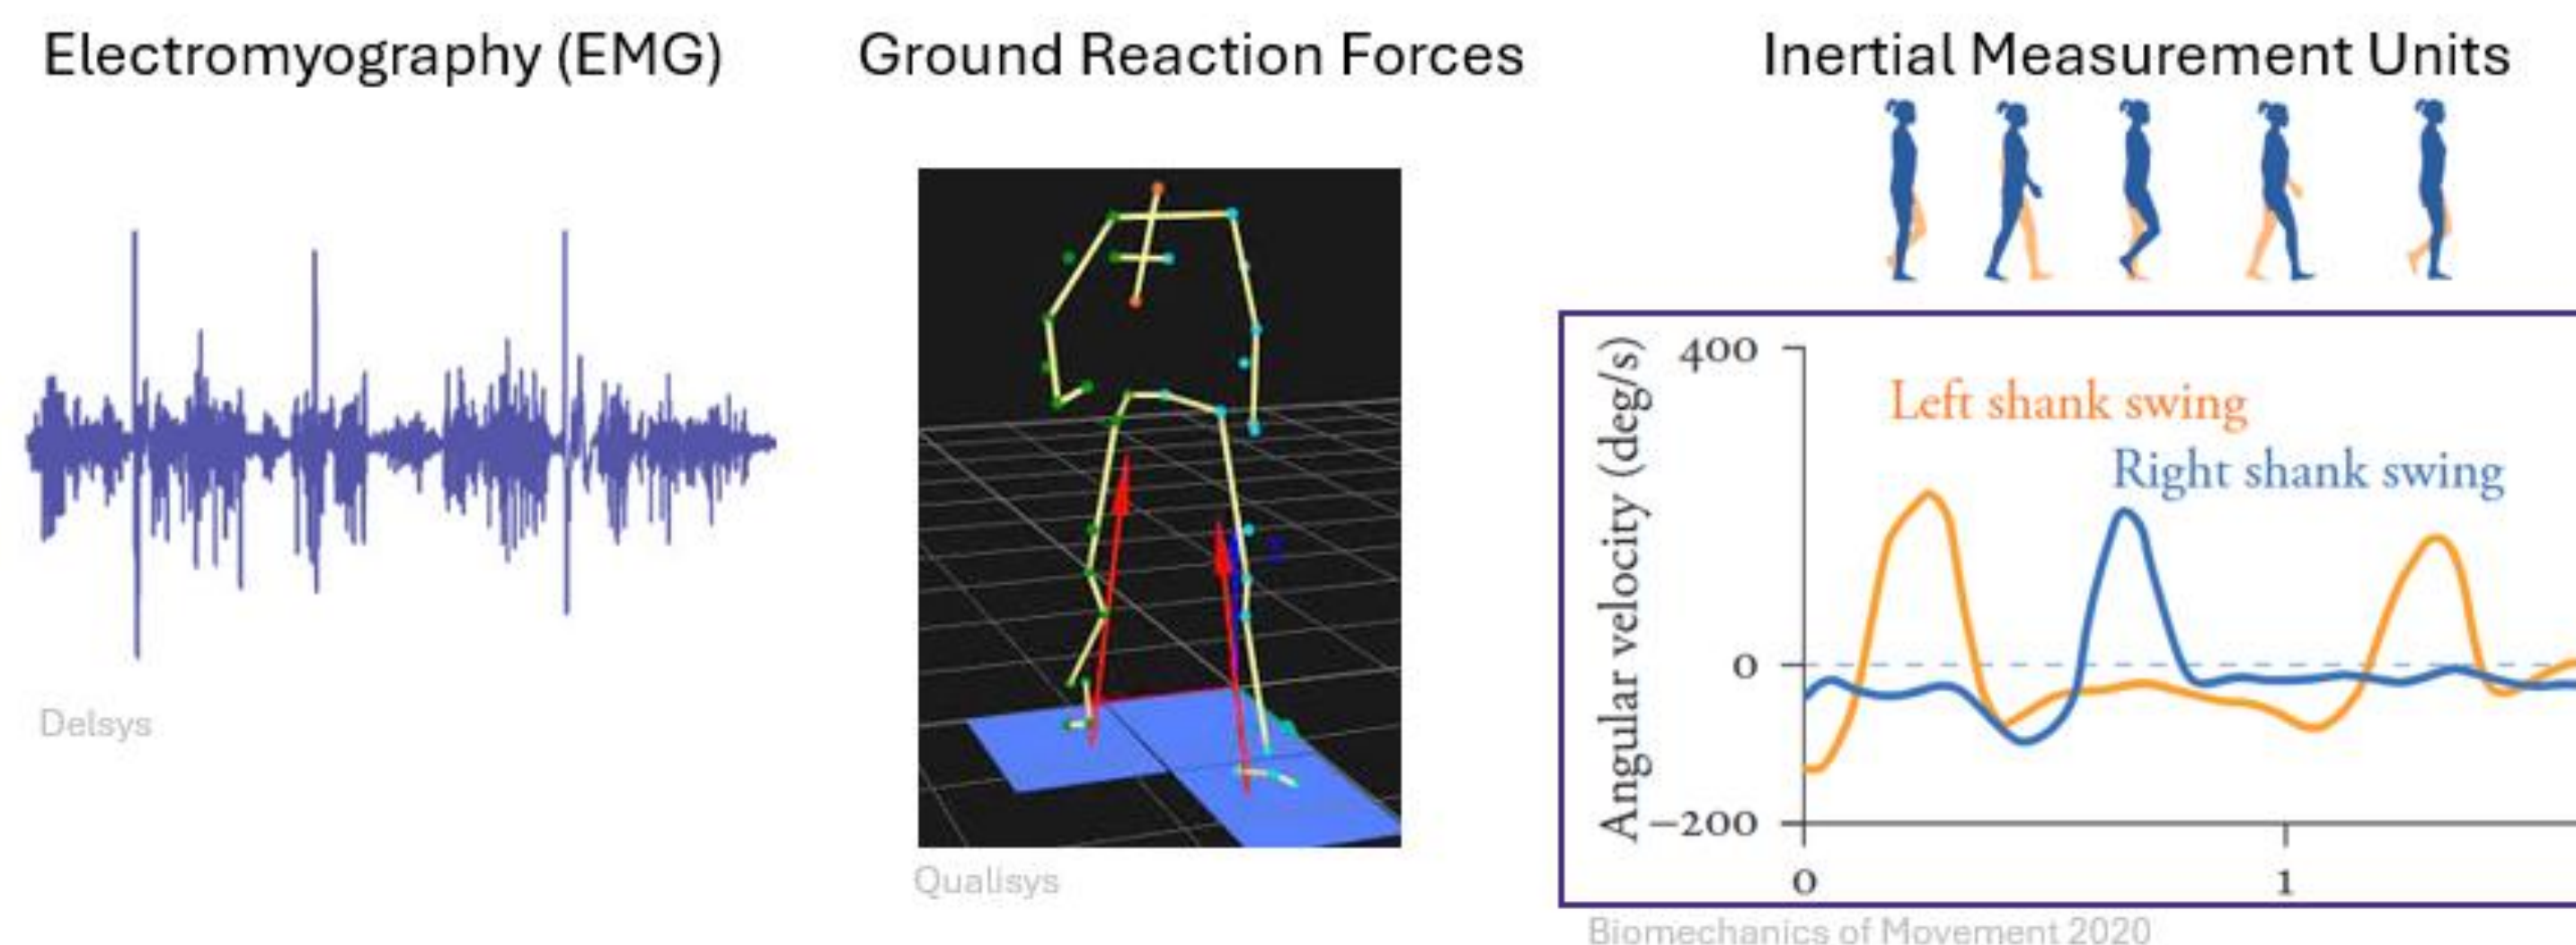 Electromyography (EMG)
Ground Reaction Forces
Inertial Measurement Units
Delsys
Qualisys
Angular velocity (deg/s)
400
Left shank swing
Right shank swing
0
−200
0
1
Biomechanics of Movement 2020